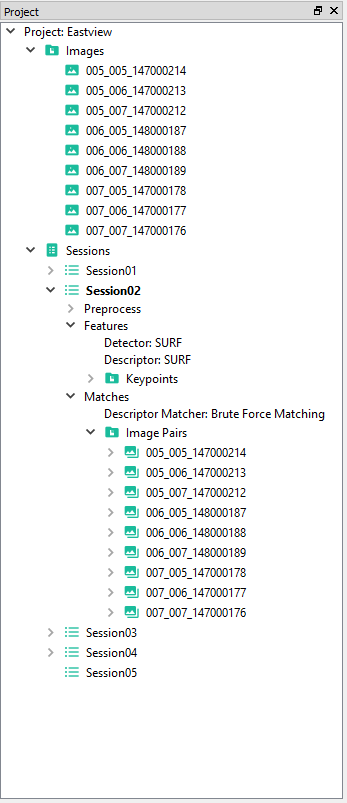 Project
Project: Eastview
Images
005_005_147000214
005_006_147000213
005_007_147000212
006_005_148000187
006_006_148000188
006_007_148000189
007_005_147000178
007_006_147000177
007_007_147000176
Sessions
Session01
Session02
Preprocess
Features
Detector: SURF
Descriptor: SURF
Keypoints
Matches
Descriptor Matcher: Brute Force Matching
Image Pairs
005_005_147000214
005_006_147000213
005_007_147000212
006_005_148000187
006_006_148000188
006_007_148000189
007_005_147000178
007_006_147000177
007_007_147000176
Session03
Session04
Session05